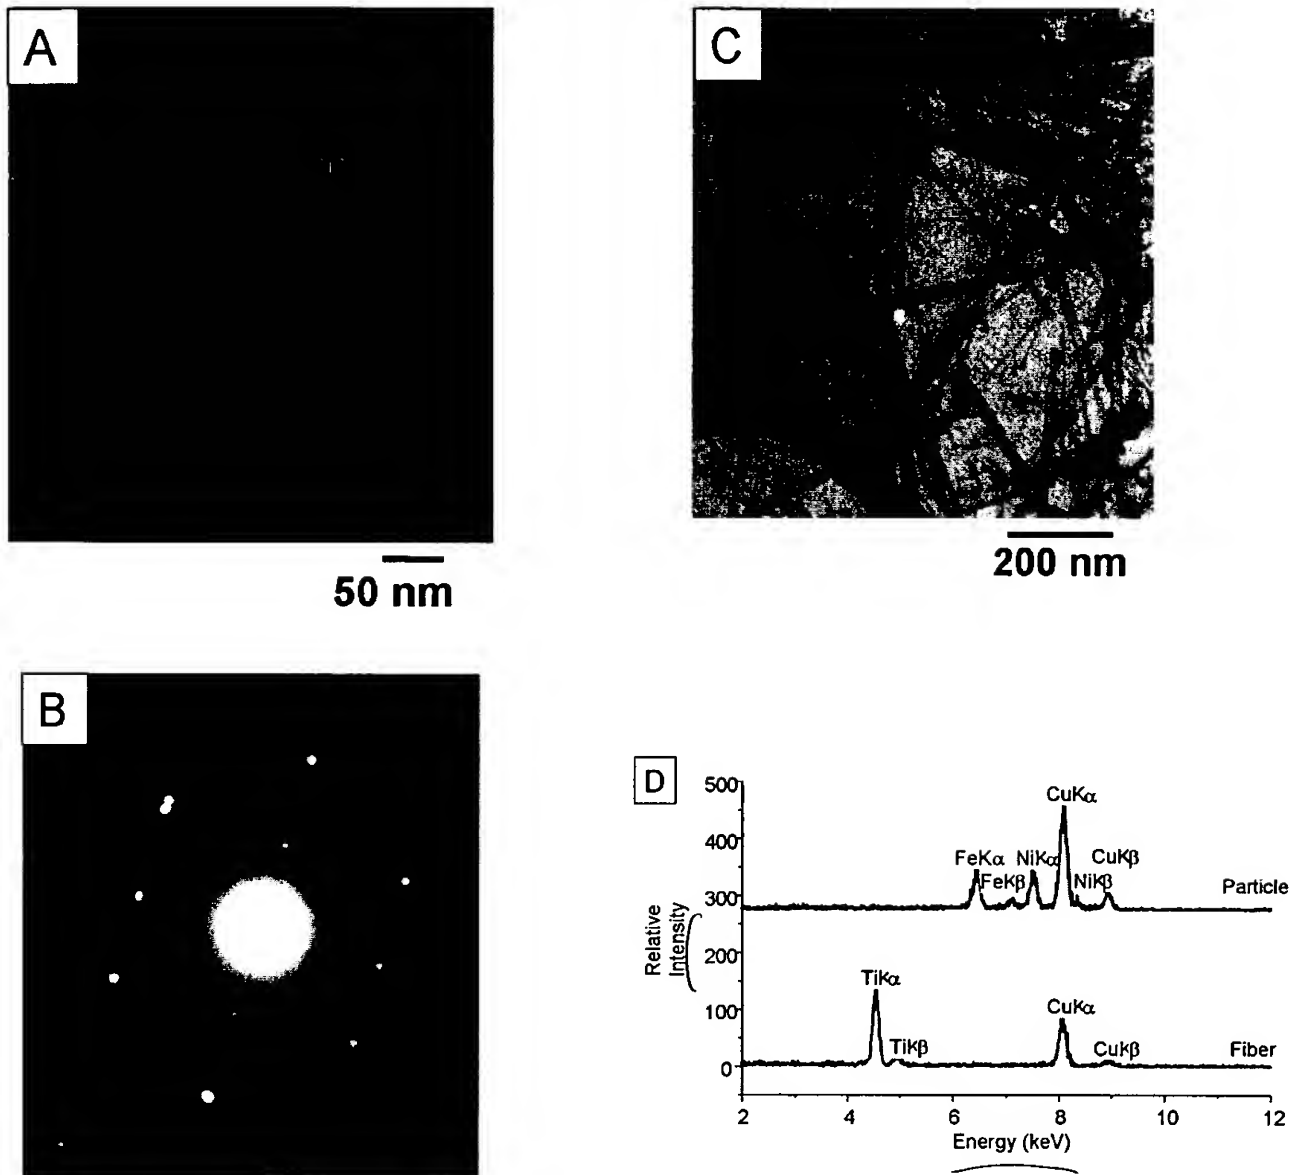 A
50 nm
C
200 nm
B
D
500
400
300
200
100
0
Relative
Intensity
CuKα
FeKα
NiKα
CuKβ
FeKβ
NiKβ
Particle
TiKα
CuKα
TiKβ
CuKβ
Fiber
2
4
6
8
10
12
Energy (keV)